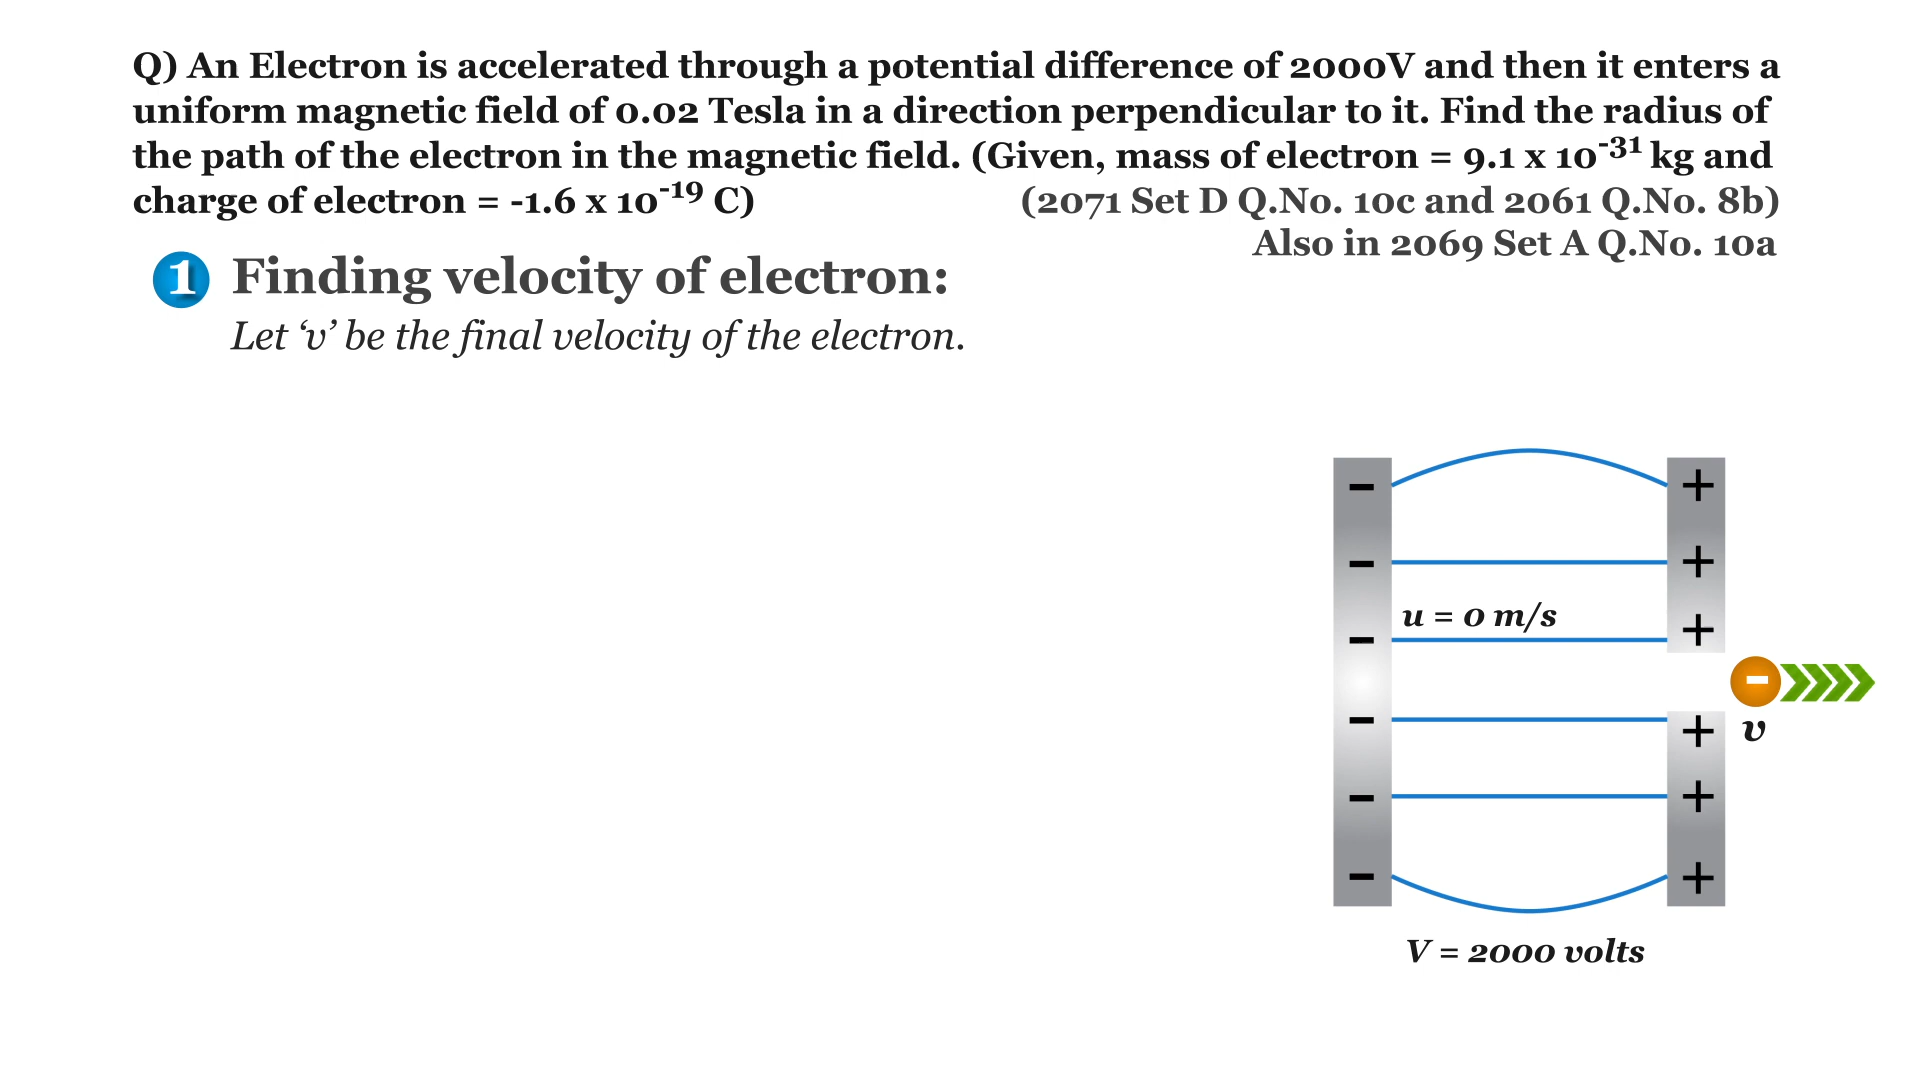 Q) An Electron is accelerated through a potential difference of 2000V and then it enters a
uniform magnetic field of 0.02 Tesla in a direction perpendicular to it. Find the radius of
the path of the electron in the magnetic field. (Given, mass of electron = 9.1 x 10⁻³¹ kg and
charge of electron = -1.6 x 10⁻¹⁹ C) (2071 Set D Q.No. 10c and 2061 Q.No. 8b)
Also in 2069 Set A Q.No. 10a
1 Finding velocity of electron:
Let ‘v’ be the final velocity of the electron.
− +
− +
u = 0 m/s
− +
−
v
− +
− +
− +
V = 2000 volts